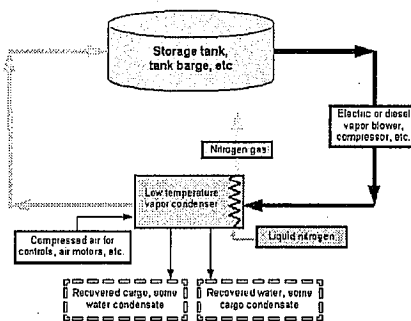 Storage tank,
tank barge, etc
Electric or diesel
vapor blower,
compressor, etc.
Nitrogen gas
Low temperature
vapor condenser
Compressed air for
controls, air motors, etc.
Liquid nitrogen
Recovered cargo, some
water condensate
Recovered water, some
cargo condensate